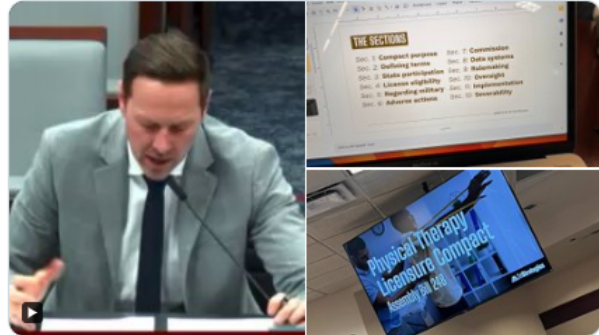 THE SECTIONS
Sec. 1: Compact purpose
Sec. 2: Defining terms
Sec. 3: State participation
Sec. 4: License eligibility
Sec. 5: Regarding military
Sec. 6: Adverse actions
Sec. 7: Commission
Sec. 8: Data systems
Sec. 9: Rulemaking
Sec. 10: Oversight
Sec. 11: Implementation
Sec. 12: Severability
Physical Therapy
Licensure Compact
Assembly Bill 248